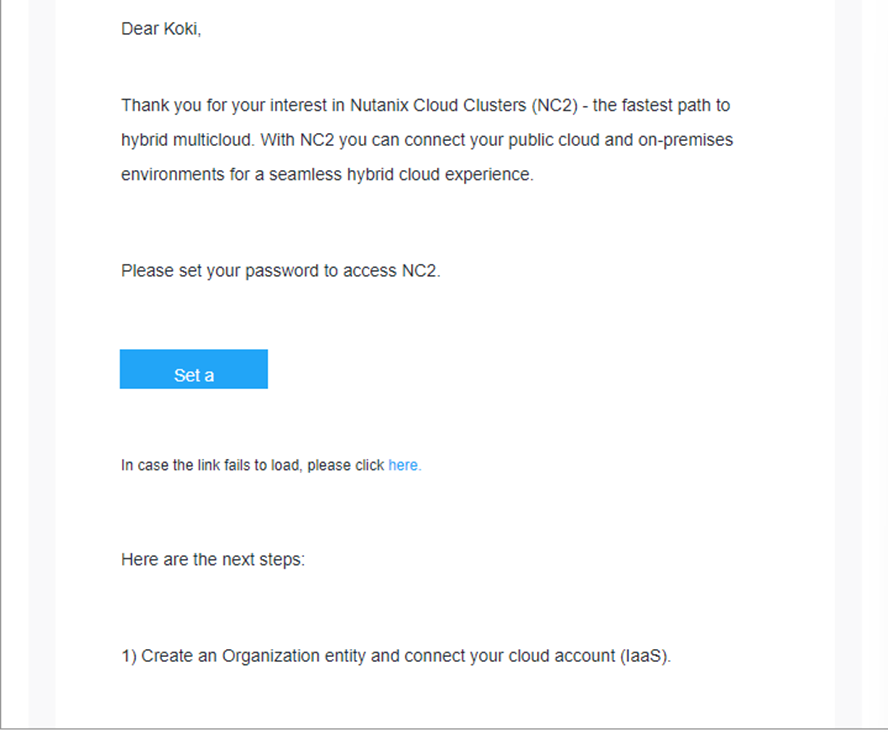 Dear Koki,
Thank you for your interest in Nutanix Cloud Clusters (NC2) - the fastest path to
hybrid multicloud. With NC2 you can connect your public cloud and on-premises
environments for a seamless hybrid cloud experience.
Please set your password to access NC2.
Set a
In case the link fails to load, please click here.
Here are the next steps:
1) Create an Organization entity and connect your cloud account (IaaS).